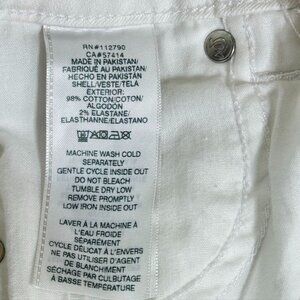 RN#112790
CA#57414
MADE IN PAKISTAN/
FABRIQUÉ AU PAKISTAN/
HECHO EN PAKISTAN
SHELL/VESTE/TELA
EXTERIOR:
98% COTTON/COTON/
ALGODÓN
2% ELASTANE/
ELASTHANNE/ELASTANO
MACHINE WASH COLD
SEPARATELY
GENTLE CYCLE INSIDE OUT
DO NOT BLEACH
TUMBLE DRY LOW
REMOVE PROMPTLY
LOW IRON INSIDE OUT
LAVER À LA MACHINE À
L'EAU FROIDE
SÉPARÉMENT
CYCLE DÉLICAT À L'ENVERS
NE PAS UTILISER D'AGENT
DE BLANCHIMENT
SÉCHAGE PAR CULBUTAGE
À BASSE TEMPÉRATURE